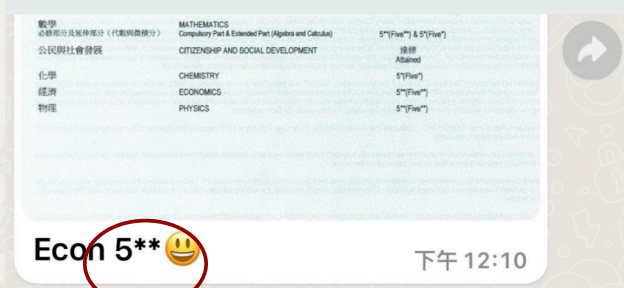 數學 MATHEMATICS
必修部分及延伸部分（代數與微積分） Compulsory Part & Extended Part (Algebra and Calculus) 5**(Five**) & 5*(Five*)
公民與社會發展 CITIZENSHIP AND SOCIAL DEVELOPMENT 達標
Attained
化學 CHEMISTRY 5*(Five*)
經濟 ECONOMICS 5**(Five**)
物理 PHYSICS 5**(Five**)
Econ 5**😃
下午 12:10